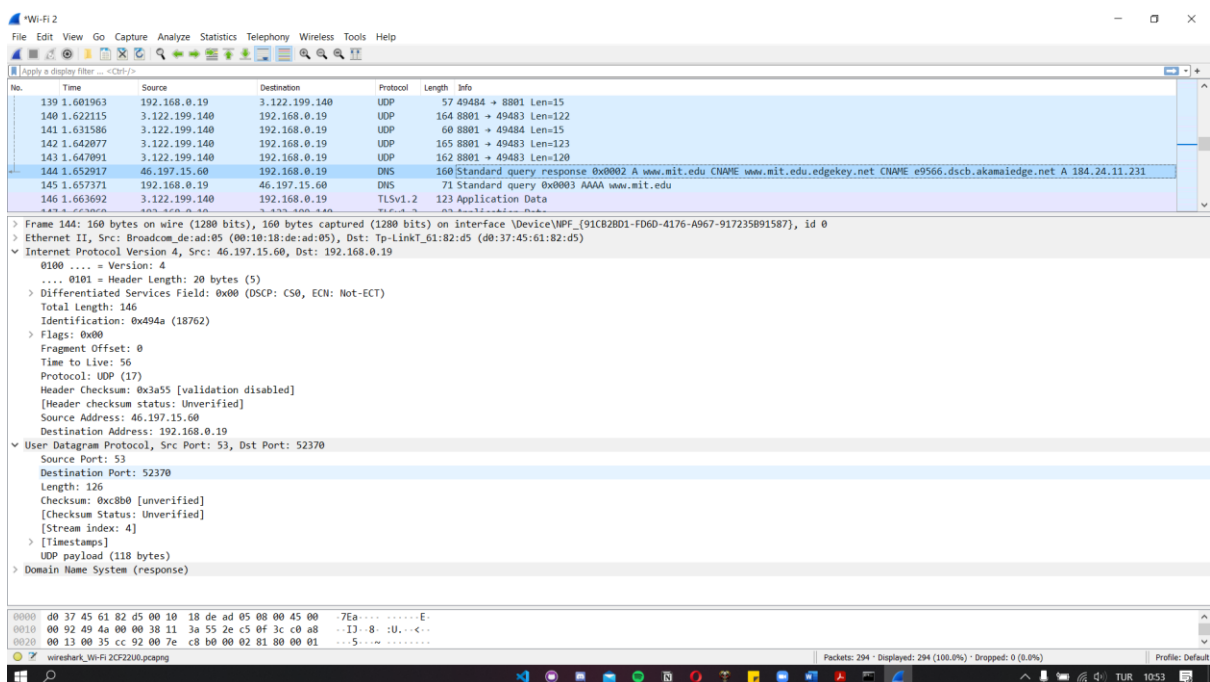 *Wi-Fi 2
File Edit View Go Capture Analyze Statistics Telephony Wireless Tools Help
Apply a display filter ... <Ctrl-/>
No. Time Source Destination Protocol Length Info
139 1.601963 192.168.0.19 3.122.199.140 UDP 57 49484 → 8801 Len=15
140 1.622115 3.122.199.140 192.168.0.19 UDP 164 8801 → 49483 Len=122
141 1.631586 3.122.199.140 192.168.0.19 UDP 60 8801 → 49484 Len=15
142 1.642077 3.122.199.140 192.168.0.19 UDP 165 8801 → 49483 Len=123
143 1.647091 3.122.199.140 192.168.0.19 UDP 162 8801 → 49483 Len=120
144 1.652917 46.197.15.60 192.168.0.19 DNS 160 Standard query response 0x0002 A www.mit.edu CNAME www.mit.edu.edgekey.net CNAME e9566.dscb.akamaiedge.net A 184.24.11.231
145 1.657371 192.168.0.19 46.197.15.60 DNS 71 Standard query 0x0003 AAAA www.mit.edu
146 1.663692 3.122.199.140 192.168.0.19 TLSv1.2 123 Application Data
Frame 144: 160 bytes on wire (1280 bits), 160 bytes captured (1280 bits) on interface \Device\NPF_{91CB2BD1-FD6D-4176-A967-917235B91587}, id 0
Ethernet II, Src: Broadcom_de:ad:05 (00:10:18:de:ad:05), Dst: Tp-LinkT_61:82:d5 (d0:37:45:61:82:d5)
Internet Protocol Version 4, Src: 46.197.15.60, Dst: 192.168.0.19
0100 .... = Version: 4
.... 0101 = Header Length: 20 bytes (5)
Differentiated Services Field: 0x00 (DSCP: CS0, ECN: Not-ECT)
Total Length: 146
Identification: 0x494a (18762)
Flags: 0x00
Fragment Offset: 0
Time to Live: 56
Protocol: UDP (17)
Header Checksum: 0x3a55 [validation disabled]
[Header checksum status: Unverified]
Source Address: 46.197.15.60
Destination Address: 192.168.0.19
User Datagram Protocol, Src Port: 53, Dst Port: 52370
Source Port: 53
Destination Port: 52370
Length: 126
Checksum: 0xc8b0 [unverified]
[Checksum Status: Unverified]
[Stream index: 4]
[Timestamps]
UDP payload (118 bytes)
Domain Name System (response)
0000 d0 37 45 61 82 d5 00 10 18 de ad 05 08 00 45 00 ·7Ea···· ······E·
0010 00 92 49 4a 00 00 38 11 3a 55 2e c5 0f 3c c0 a8 ··IJ··8· :U.··<··
0020 00 13 00 35 cc 92 00 7e c8 b0 00 02 81 80 00 01 ···5···~ ········
wireshark_Wi-Fi 2CF22U0.pcapng Packets: 294 · Displayed: 294 (100.0%) · Dropped: 0 (0.0%) Profile: Default
TUR 10:53